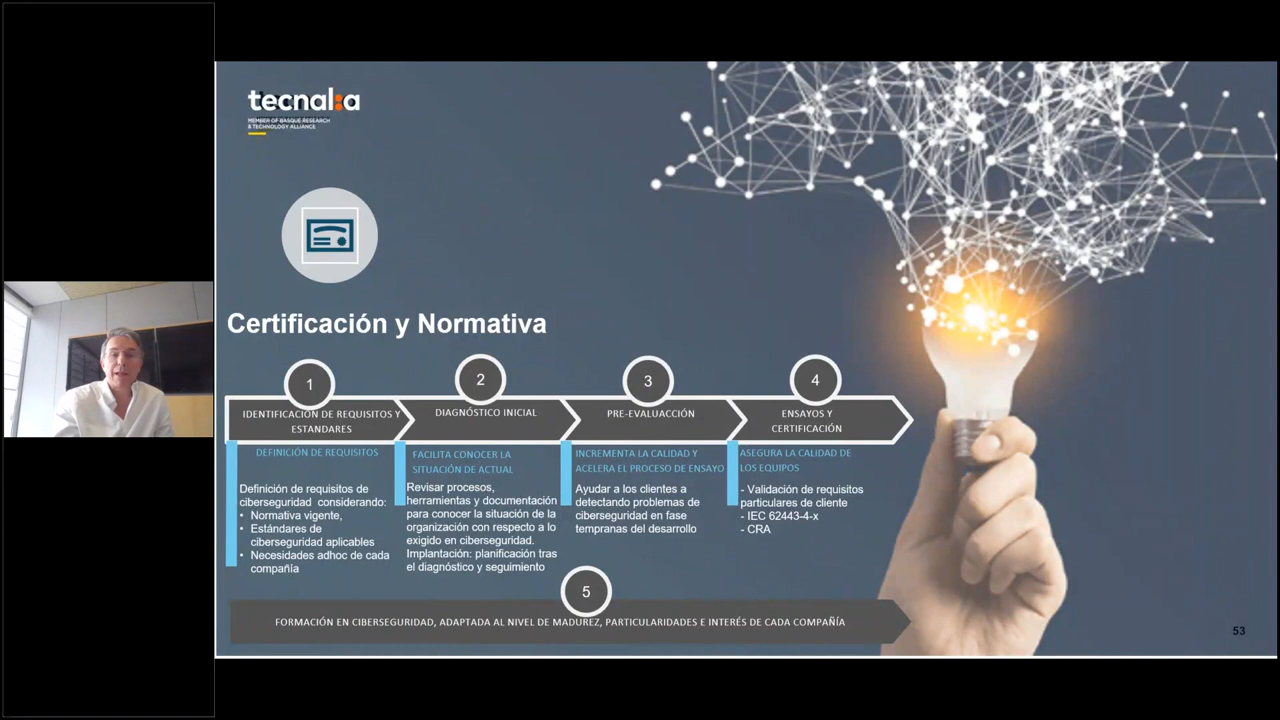 tecnalia
MEMBER OF BASQUE RESEARCH
& TECHNOLOGY ALLIANCE
Certificación y Normativa
1
IDENTIFICACIÓN DE REQUISITOS Y
ESTANDARES
DEFINICIÓN DE REQUISITOS
Definición de requisitos de
ciberseguridad considerando:
• Normativa vigente,
• Estándares de
ciberseguridad aplicables
• Necesidades adhoc de cada
compañía
2
DIAGNÓSTICO INICIAL
FACILITA CONOCER LA
SITUACIÓN DE ACTUAL
Revisar procesos,
herramientas y documentación
para conocer la situación de la
organización con respecto a lo
exigido en ciberseguridad.
Implantación: planificación tras
el diagnóstico y seguimiento
3
PRE-EVALUACCIÓN
INCREMENTA LA CALIDAD Y
ACELERA EL PROCESO DE ENSAYO
Ayudar a los clientes a
detectando problemas de
ciberseguridad en fase
tempranas del desarrollo
4
ENSAYOS Y
CERTIFICACIÓN
ASEGURA LA CALIDAD DE
LOS EQUIPOS
- Validación de requisitos
particulares de cliente
- IEC 62443-4-x
- CRA
5
FORMACIÓN EN CIBERSEGURIDAD, ADAPTADA AL NIVEL DE MADUREZ, PARTICULARIDADES E INTERÉS DE CADA COMPAÑÍA
53